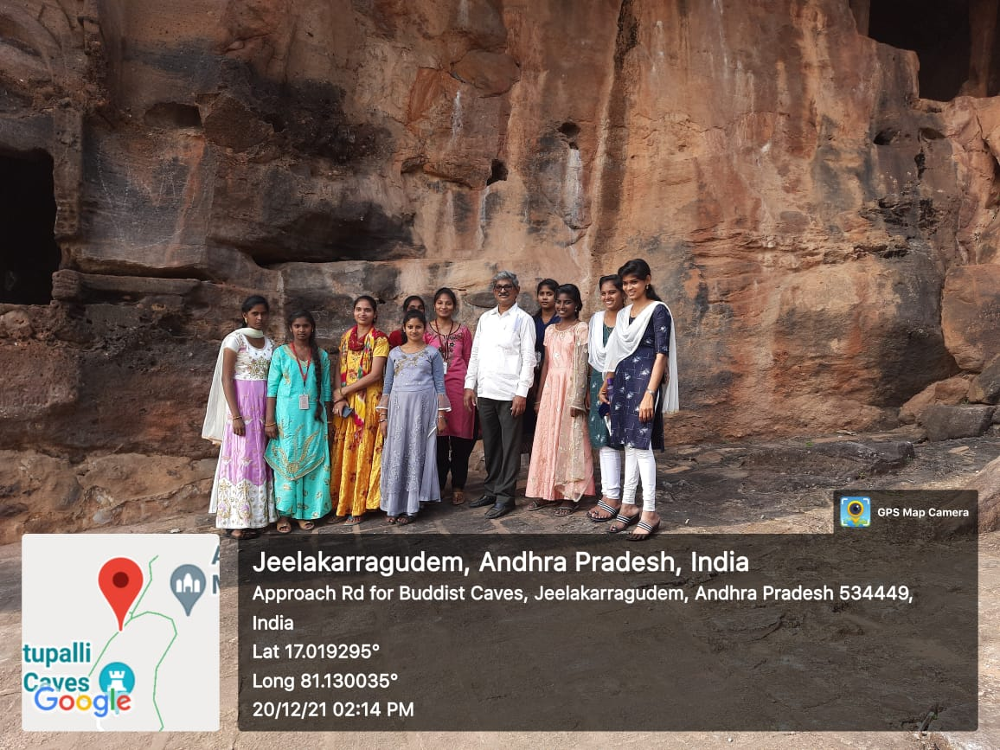 GPS Map Camera
Jeelakarragudem, Andhra Pradesh, India
Approach Rd for Buddist Caves, Jeelakarragudem, Andhra Pradesh 534449,
India
Lat 17.019295°
Long 81.130035°
20/12/21 02:14 PM
tupalli
Caves
Google